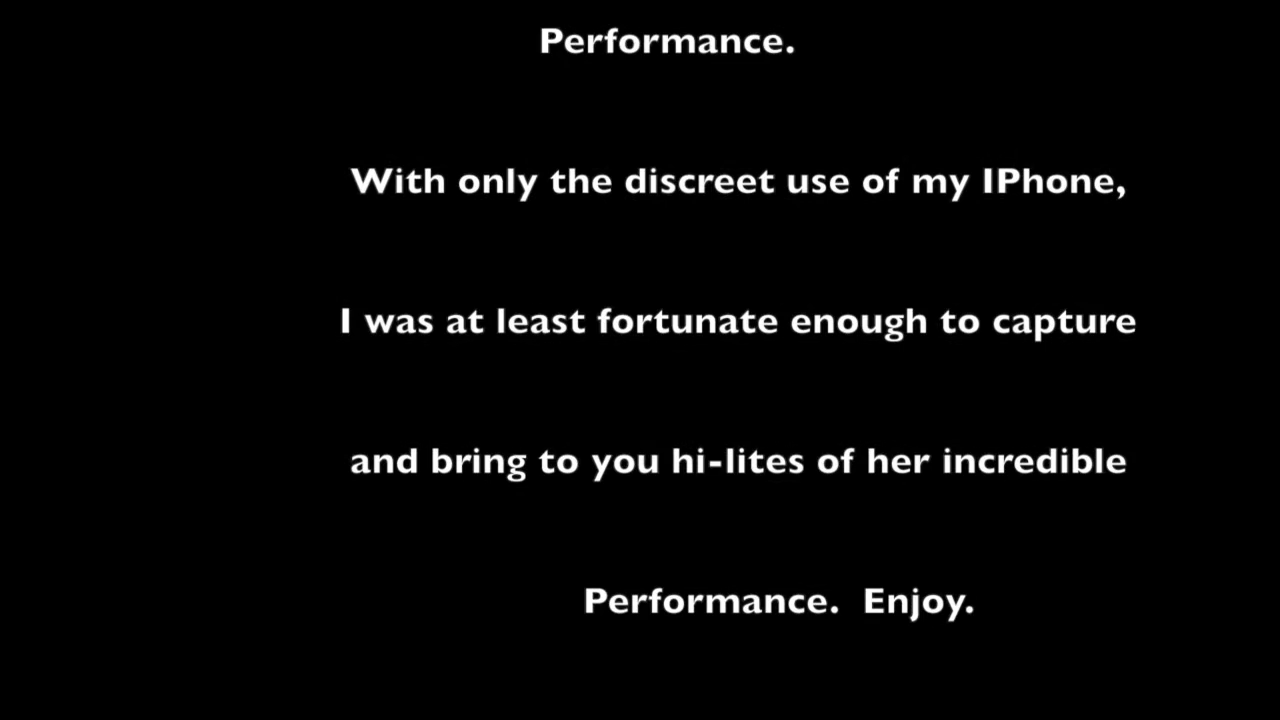 Performance.
With only the discreet use of my IPhone,
I was at least fortunate enough to capture
and bring to you hi-lites of her incredible
Performance.  Enjoy.